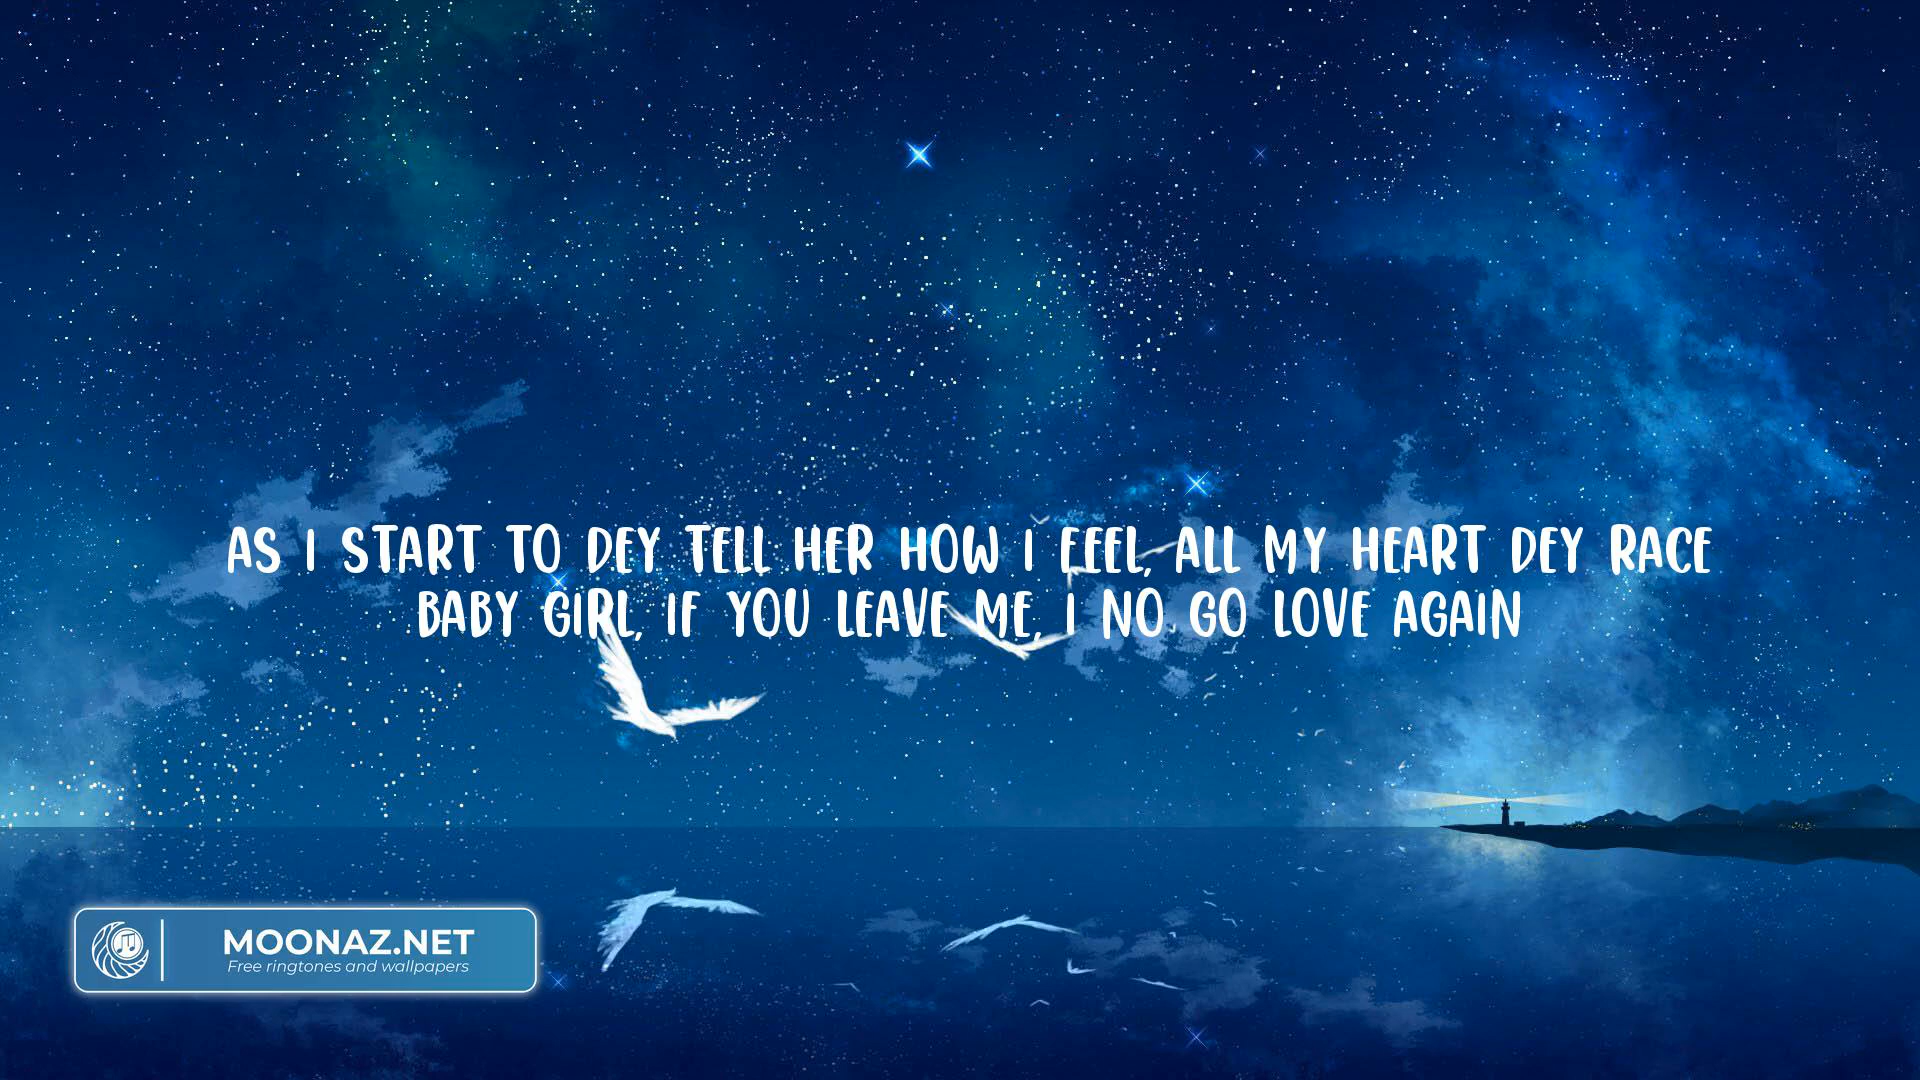 AS I START TO DEY TELL HER HOW I FEEL, ALL MY HEART DEY RACE
BABY GIRL, IF YOU LEAVE ME, I NO GO LOVE AGAIN
MOONAZ.NET
Free ringtones and wallpapers